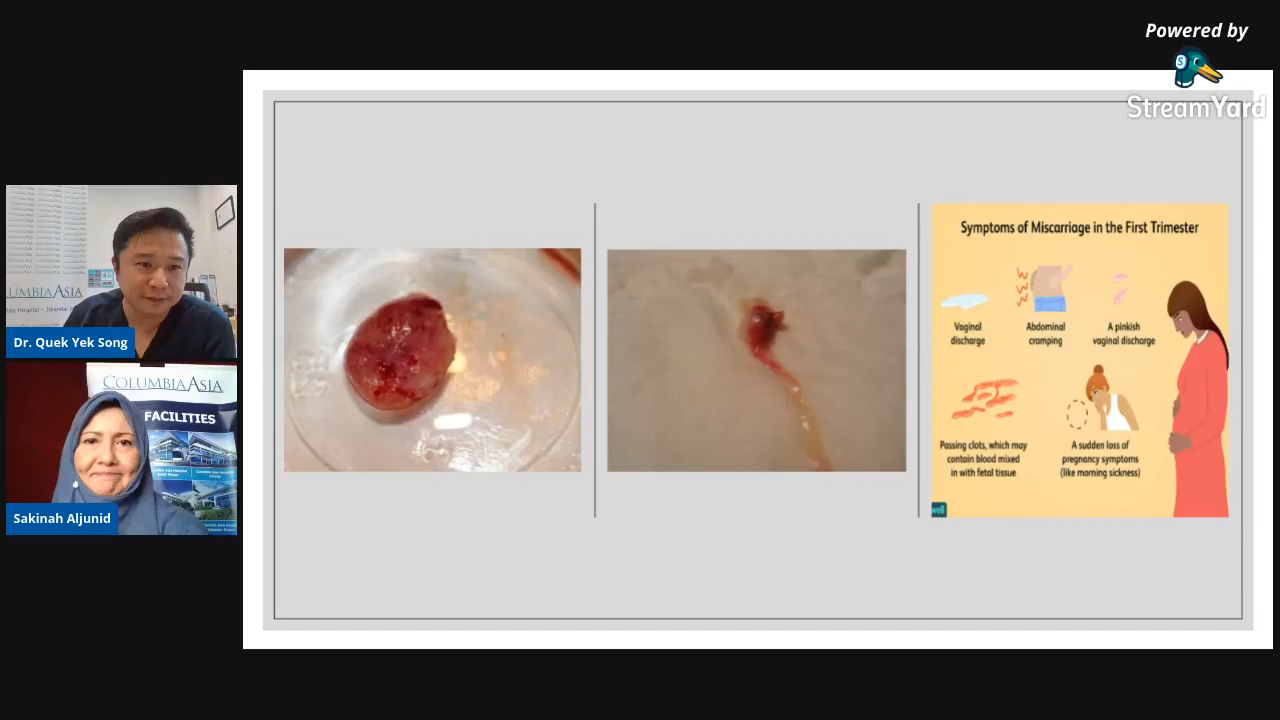 Powered by
StreamYard
UMBIA ASIA
Dr. Quek Yek Song
COLUMBIA ASIA
FACILITIES
Sakinah Aljunid
Symptoms of Miscarriage in the First Trimester
Vaginal
discharge
Abdominal
cramping
A pinkish
vaginal discharge
Passing clots, which may
contain blood mixed
in with fetal tissue
A sudden loss of
pregnancy symptoms
(like morning sickness)
well